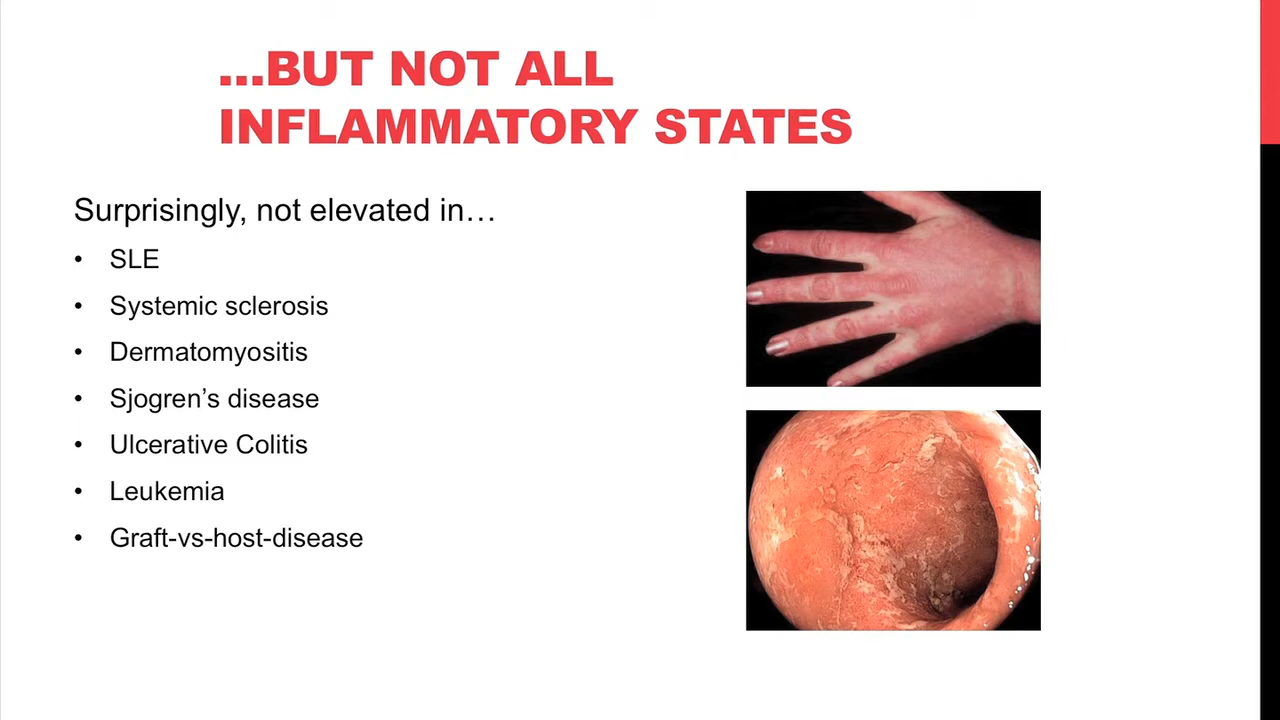 …BUT NOT ALL
INFLAMMATORY STATES
Surprisingly, not elevated in…
• SLE
• Systemic sclerosis
• Dermatomyositis
• Sjogren’s disease
• Ulcerative Colitis
• Leukemia
• Graft-vs-host-disease